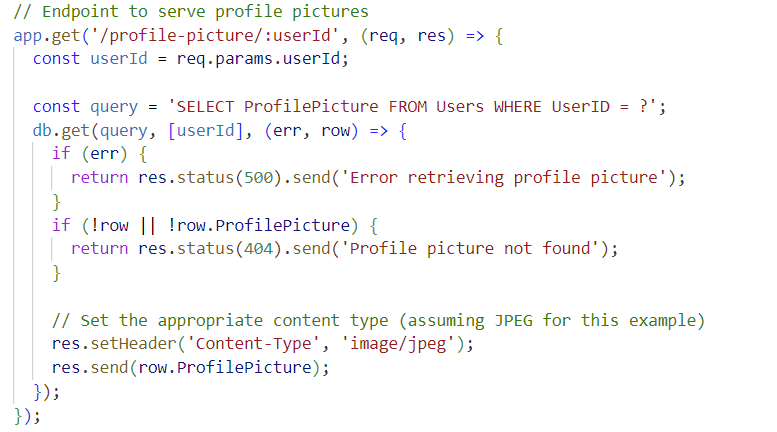 // Endpoint to serve profile pictures
app.get('/profile-picture/:userId', (req, res) => {
  const userId = req.params.userId;

  const query = 'SELECT ProfilePicture FROM Users WHERE UserID = ?';
  db.get(query, [userId], (err, row) => {
    if (err) {
      return res.status(500).send('Error retrieving profile picture');
    }
    if (!row || !row.ProfilePicture) {
      return res.status(404).send('Profile picture not found');
    }

    // Set the appropriate content type (assuming JPEG for this example)
    res.setHeader('Content-Type', 'image/jpeg');
    res.send(row.ProfilePicture);
  });
});